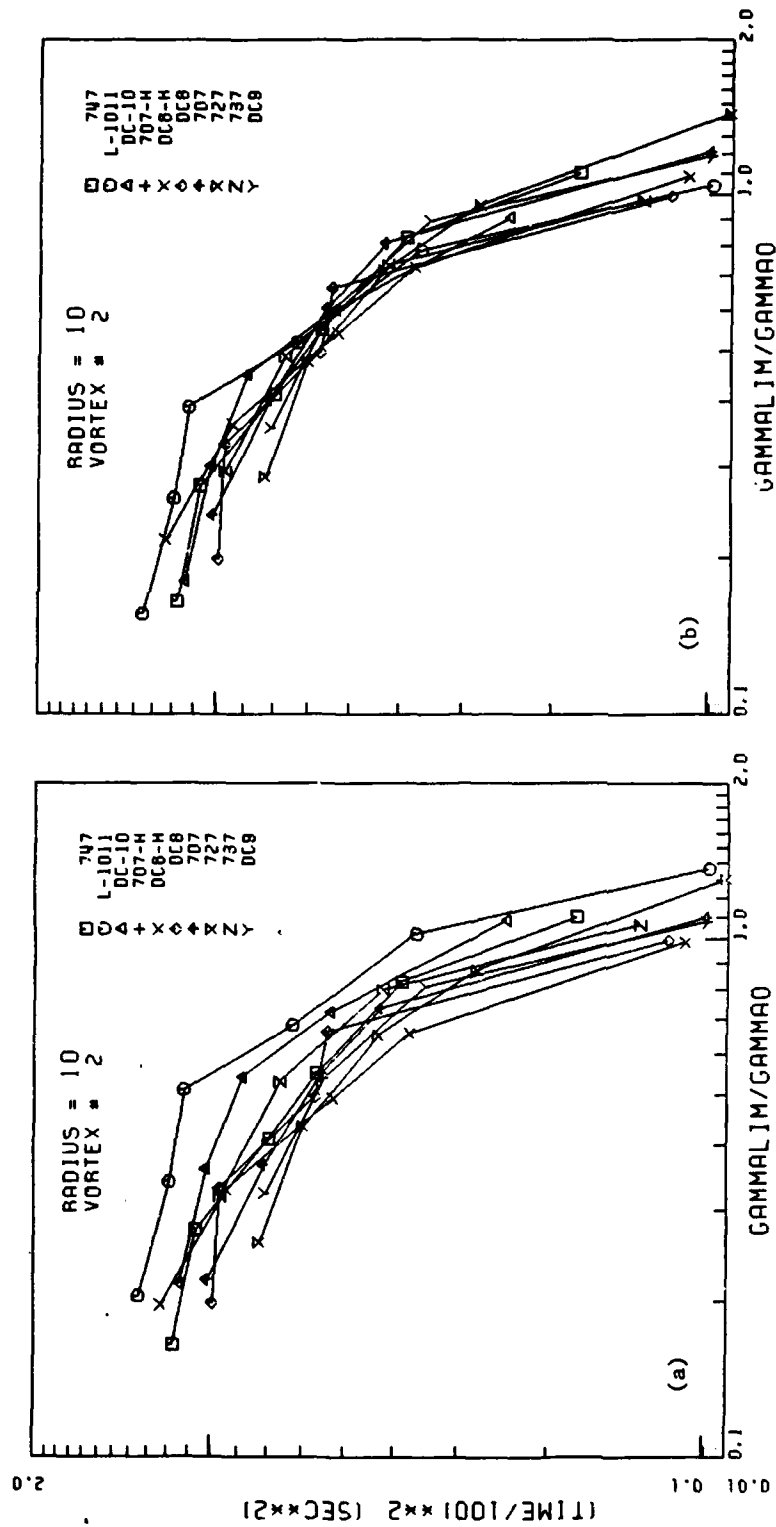 (TIME/100)**2 (SEC**2)
2.0
0.1
0.01
RADIUS = 10
VORTEX # 2
747
L-1011
DC-10
707-H
DC8-H
DC8
707
727
737
DC9
(a)
0.1
1.0
2.0
GAMMALIM/GAMMAO
RADIUS = 10
VORTEX # 2
747
L-1011
DC-10
707-H
DC8-H
DC8
707
727
737
DC9
(b)
0.1
1.0
2.0
GAMMALIM/GAMMAO